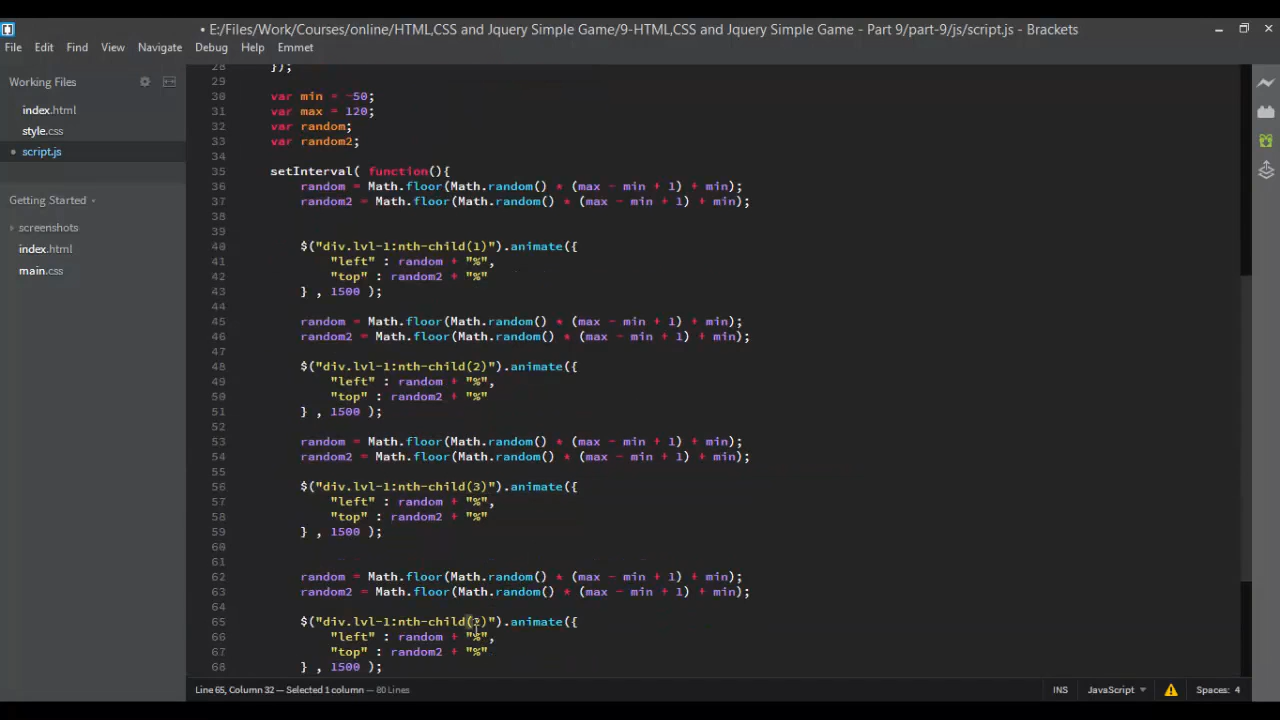 • E:/Files/Work/Courses/online/HTML,CSS and Jquery Simple Game/9-HTML,CSS and Jquery Simple Game - Part 9/part-9/js/script.js - Brackets
File Edit Find View Navigate Debug Help Emmet
Working Files
index.html
style.css
• script.js
Getting Started
screenshots
index.html
main.css
28 });
29
30 var min = -50;
31 var max = 120;
32 var random;
33 var random2;
34
35 setInterval( function(){
36 random = Math.floor(Math.random() * (max - min + 1) + min);
37 random2 = Math.floor(Math.random() * (max - min + 1) + min);
38
39
40 $("div.lvl-1:nth-child(1)").animate({
41 "left" : random + "%",
42 "top" : random2 + "%"
43 } , 1500 );
44
45 random = Math.floor(Math.random() * (max - min + 1) + min);
46 random2 = Math.floor(Math.random() * (max - min + 1) + min);
47
48 $("div.lvl-1:nth-child(2)").animate({
49 "left" : random + "%",
50 "top" : random2 + "%"
51 } , 1500 );
52
53 random = Math.floor(Math.random() * (max - min + 1) + min);
54 random2 = Math.floor(Math.random() * (max - min + 1) + min);
55
56 $("div.lvl-1:nth-child(3)").animate({
57 "left" : random + "%",
58 "top" : random2 + "%"
59 } , 1500 );
60
61
62 random = Math.floor(Math.random() * (max - min + 1) + min);
63 random2 = Math.floor(Math.random() * (max - min + 1) + min);
64
65 $("div.lvl-1:nth-child()").animate({
66 "left" : random + "%",
67 "top" : random2 + "%"
68 } , 1500 );
Line 65, Column 32 — Selected 1 column — 80 Lines INS JavaScript Spaces: 4